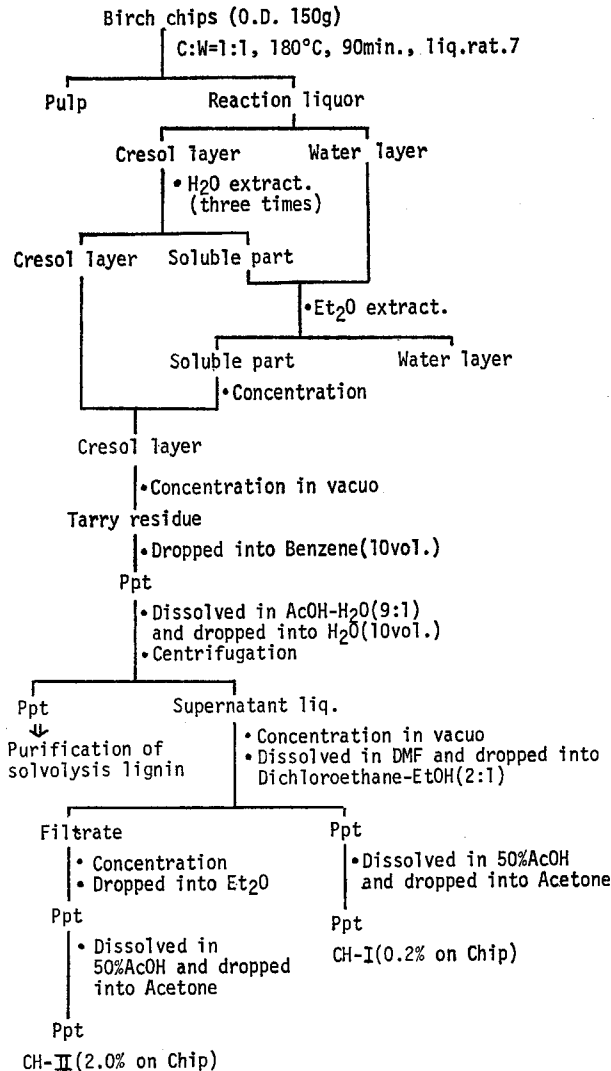 Birch chips (O.D. 150g)
C:W=1:1, 180°C, 90min., liq.rat.7
Pulp
Reaction liquor
Cresol layer
Water layer
• H2O extract.
(three times)
Cresol layer
Soluble part
•Et2O extract.
Soluble part
Water layer
•Concentration
Cresol layer
•Concentration in vacuo
Tarry residue
•Dropped into Benzene(10vol.)
Ppt
•Dissolved in AcOH-H2O(9:1)
and dropped into H2O(10vol.)
•Centrifugation
Ppt
Supernatant liq.
Purification of
solvolysis lignin
•Concentration in vacuo
•Dissolved in DMF and dropped into
Dichloroethane-EtOH(2:1)
Filtrate
Ppt
• Concentration
• Dropped into Et2O
•Dissolved in 50%AcOH
and dropped into Acetone
Ppt
Ppt
CH-I(0.2% on Chip)
• Dissolved in
50%AcOH and dropped
into Acetone
Ppt
CH-II(2.0% on Chip)